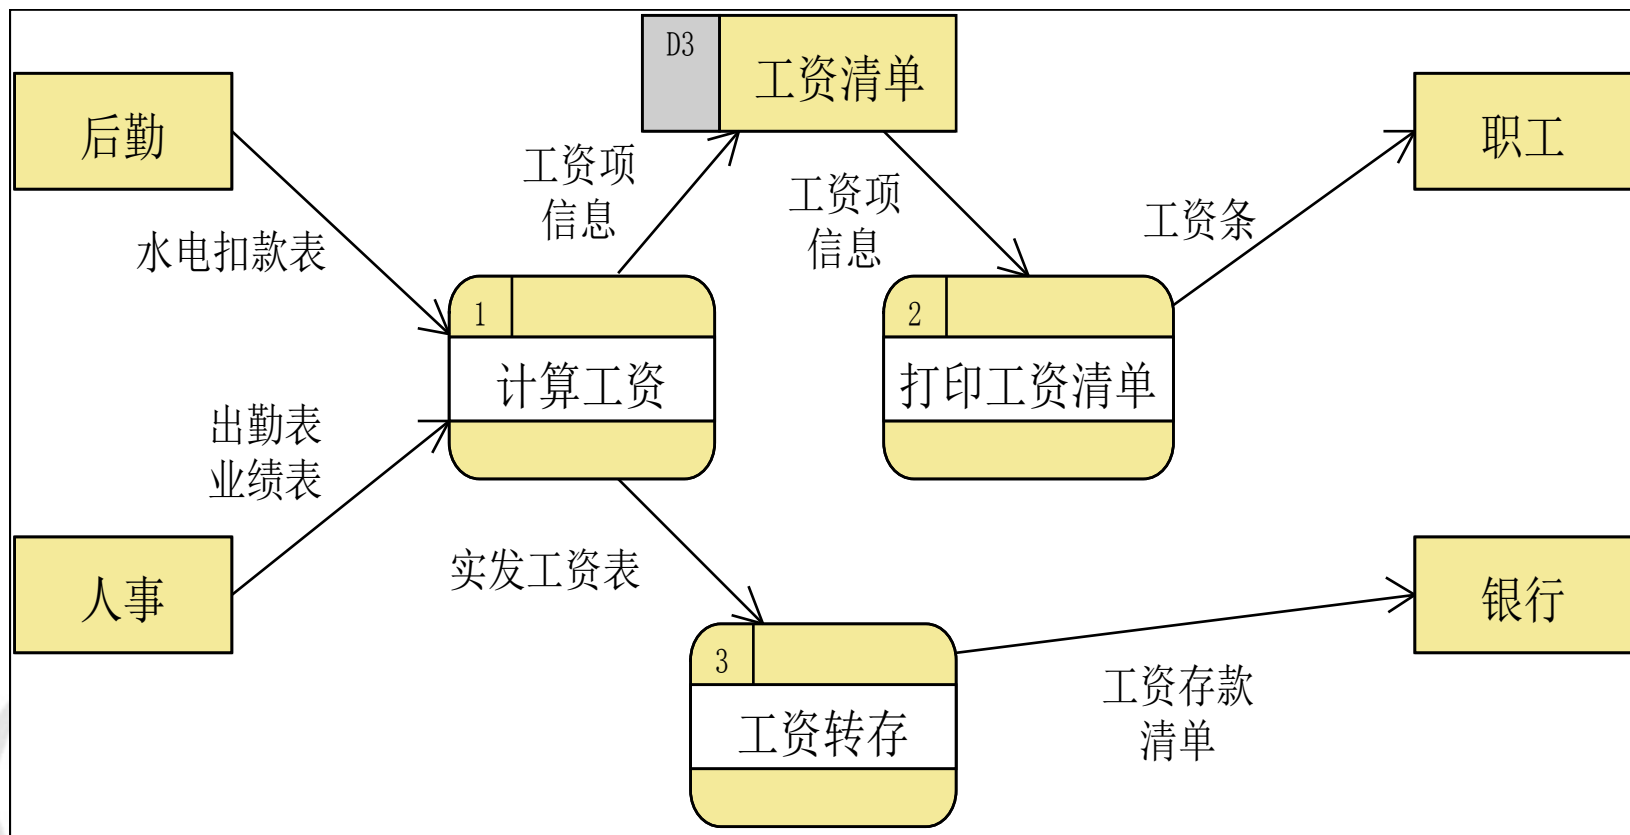 D3
工资清单
后勤
职工
工资项
信息
工资项
信息
工资条
水电扣款表
1
计算工资
2
打印工资清单
出勤表
业绩表
人事
实发工资表
银行
3
工资转存
工资存款
清单